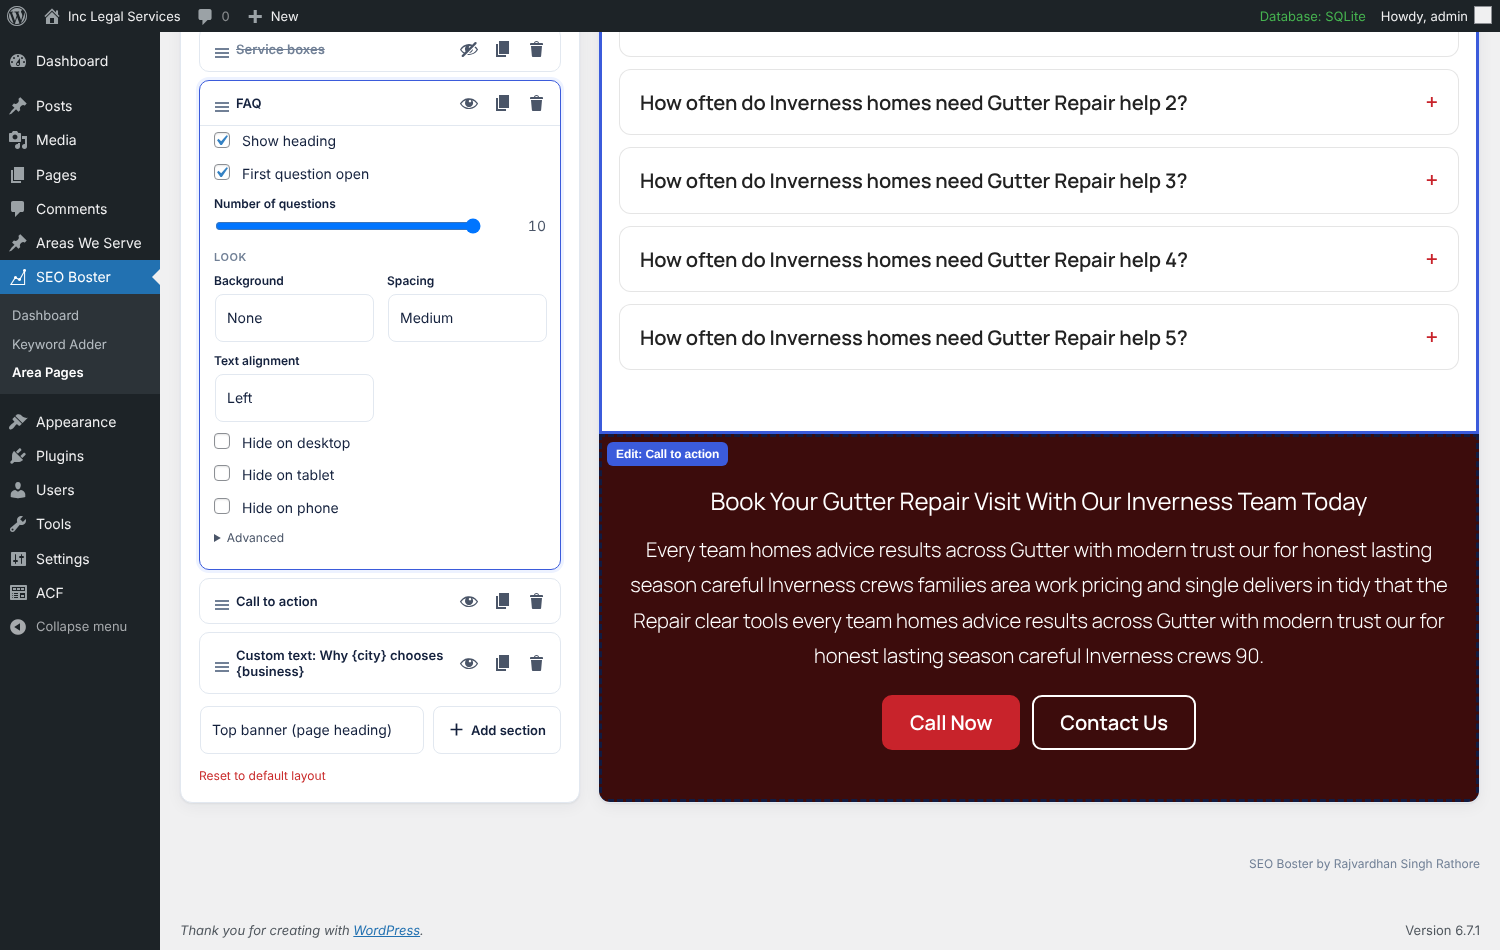 Inc Legal Services
0
New
Database: SQLite
Howdy, admin
Dashboard
Posts
Media
Pages
Comments
Areas We Serve
SEO Boster
Dashboard
Keyword Adder
Area Pages
Appearance
Plugins
Users
Tools
Settings
ACF
Collapse menu
Service boxes
FAQ
Show heading
First question open
Number of questions
10
LOOK
Background
Spacing
None
Medium
Text alignment
Left
Hide on desktop
Hide on tablet
Hide on phone
Advanced
Call to action
Custom text: Why {city} chooses
{business}
Top banner (page heading)
Add section
Reset to default layout
How often do Inverness homes need Gutter Repair help 2?
+
How often do Inverness homes need Gutter Repair help 3?
+
How often do Inverness homes need Gutter Repair help 4?
+
How often do Inverness homes need Gutter Repair help 5?
+
Edit: Call to action
Book Your Gutter Repair Visit With Our Inverness Team Today
Every team homes advice results across Gutter with modern trust our for honest lasting
season careful Inverness crews families area work pricing and single delivers in tidy that the
Repair clear tools every team homes advice results across Gutter with modern trust our for
honest lasting season careful Inverness crews 90.
Call Now
Contact Us
SEO Boster by Rajvardhan Singh Rathore
Thank you for creating with WordPress.
Version 6.7.1